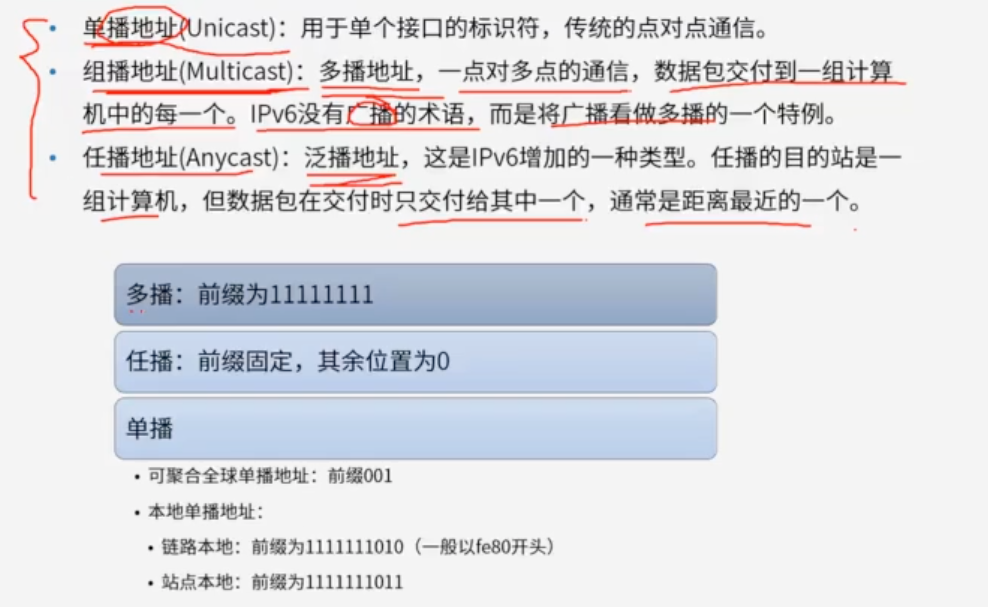 单播地址(Unicast)：用于单个接口的标识符，传统的点对点通信。
组播地址(Multicast)：多播地址，一点对多点的通信，数据包交付到一组计算
机中的每一个。IPv6没有广播的术语，而是将广播看做多播的一个特例。
任播地址(Anycast)：泛播地址，这是IPv6增加的一种类型。任播的目的站是一
组计算机，但数据包在交付时只交付给其中一个，通常是距离最近的一个。
多播：前缀为11111111
任播：前缀固定，其余位置为0
单播
可聚合全球单播地址：前缀001
本地单播地址：
链路本地：前缀为1111111010（一般以fe80开头）
站点本地：前缀为1111111011